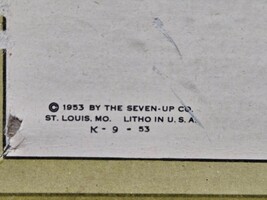 © 1953 BY THE SEVEN-UP CO.
ST. LOUIS. MO. LITHO IN U.S.A.
K - 9 - 53